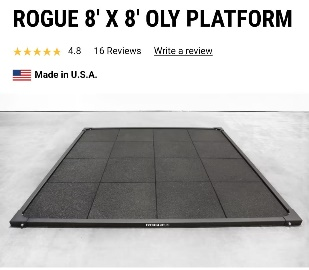 ROGUE 8' X 8' OLY PLATFORM
4.8 16 Reviews Write a review
Made in U.S.A.